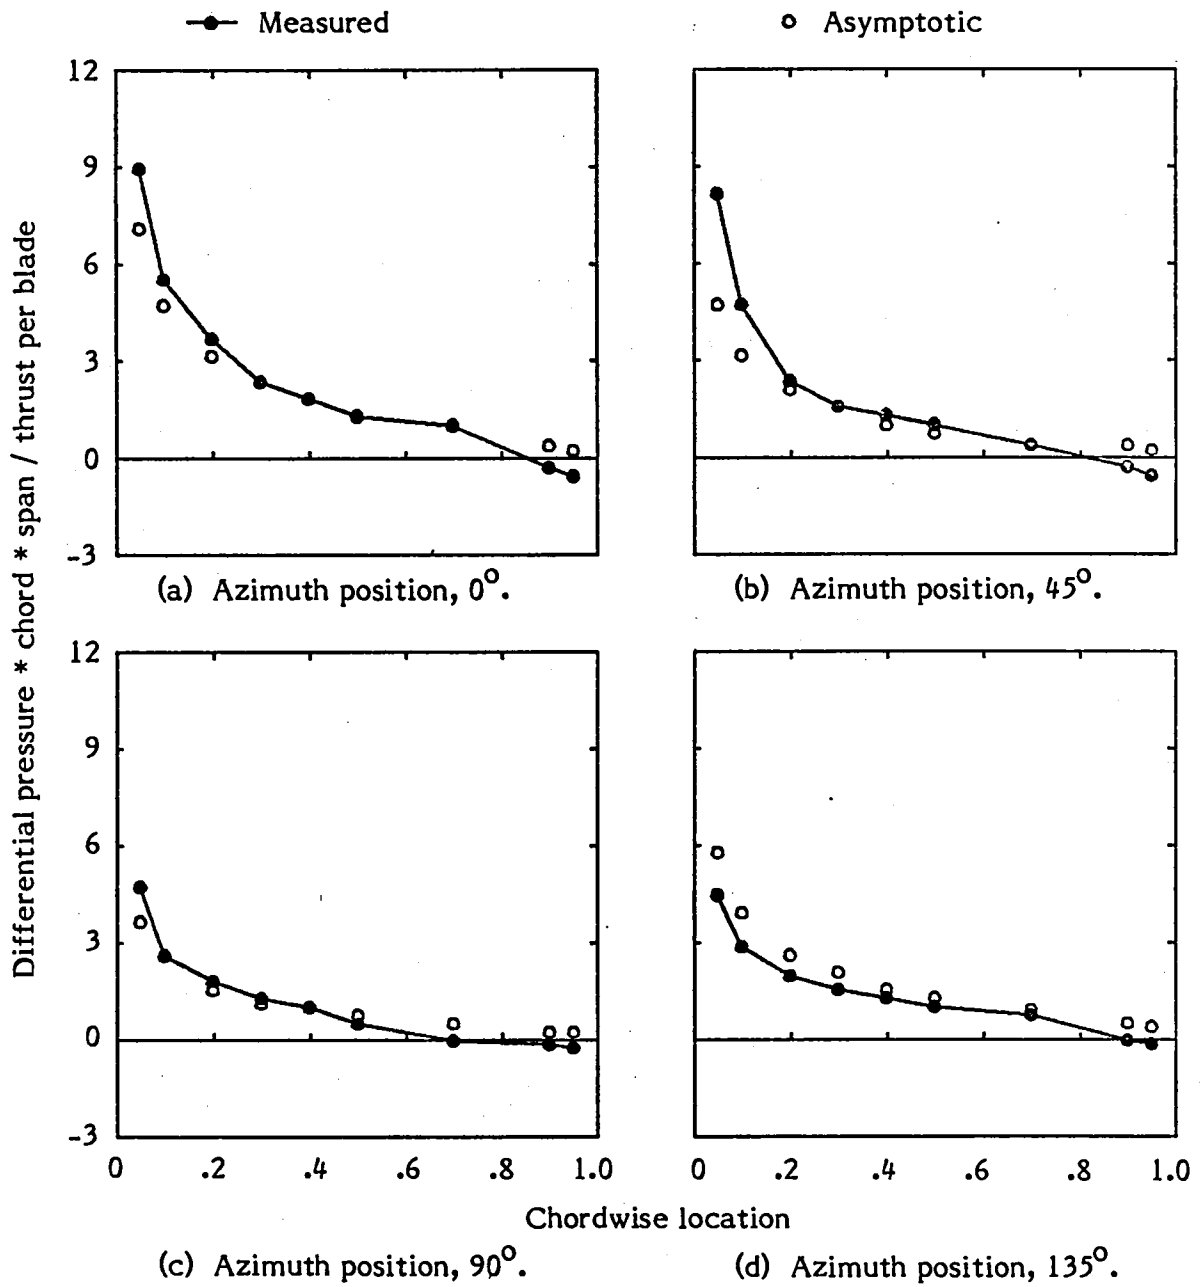 Measured
Asymptotic
Differential pressure * chord * span / thrust per blade
12
9
6
3
0
-3
(a) Azimuth position, 0°.
(b) Azimuth position, 45°.
12
9
6
3
0
-3
0 .2 .4 .6 .8 1.0
0 .2 .4 .6 .8 1.0
Chordwise location
(c) Azimuth position, 90°.
(d) Azimuth position, 135°.